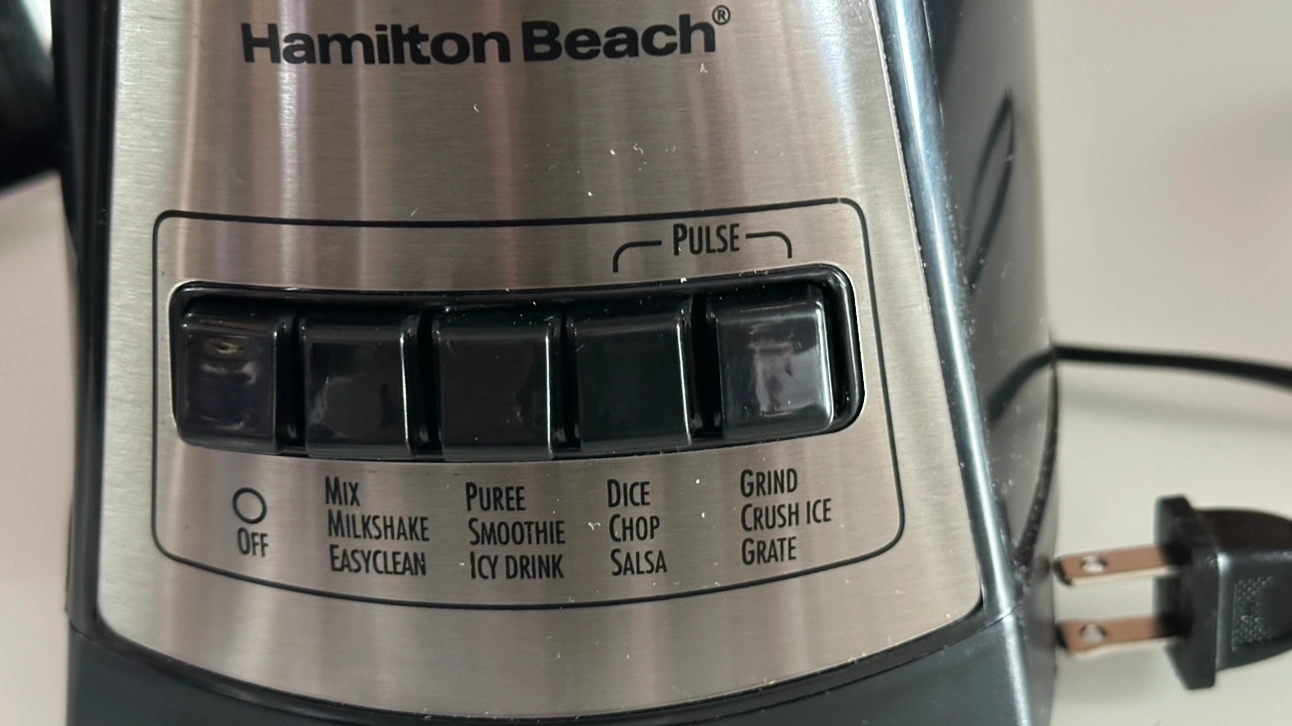 Hamilton Beach®
PULSE
OFF
MIX
MILKSHAKE
EASYCLEAN
PUREE
SMOOTHIE
ICY DRINK
DICE
CHOP
SALSA
GRIND
CRUSH ICE
GRATE